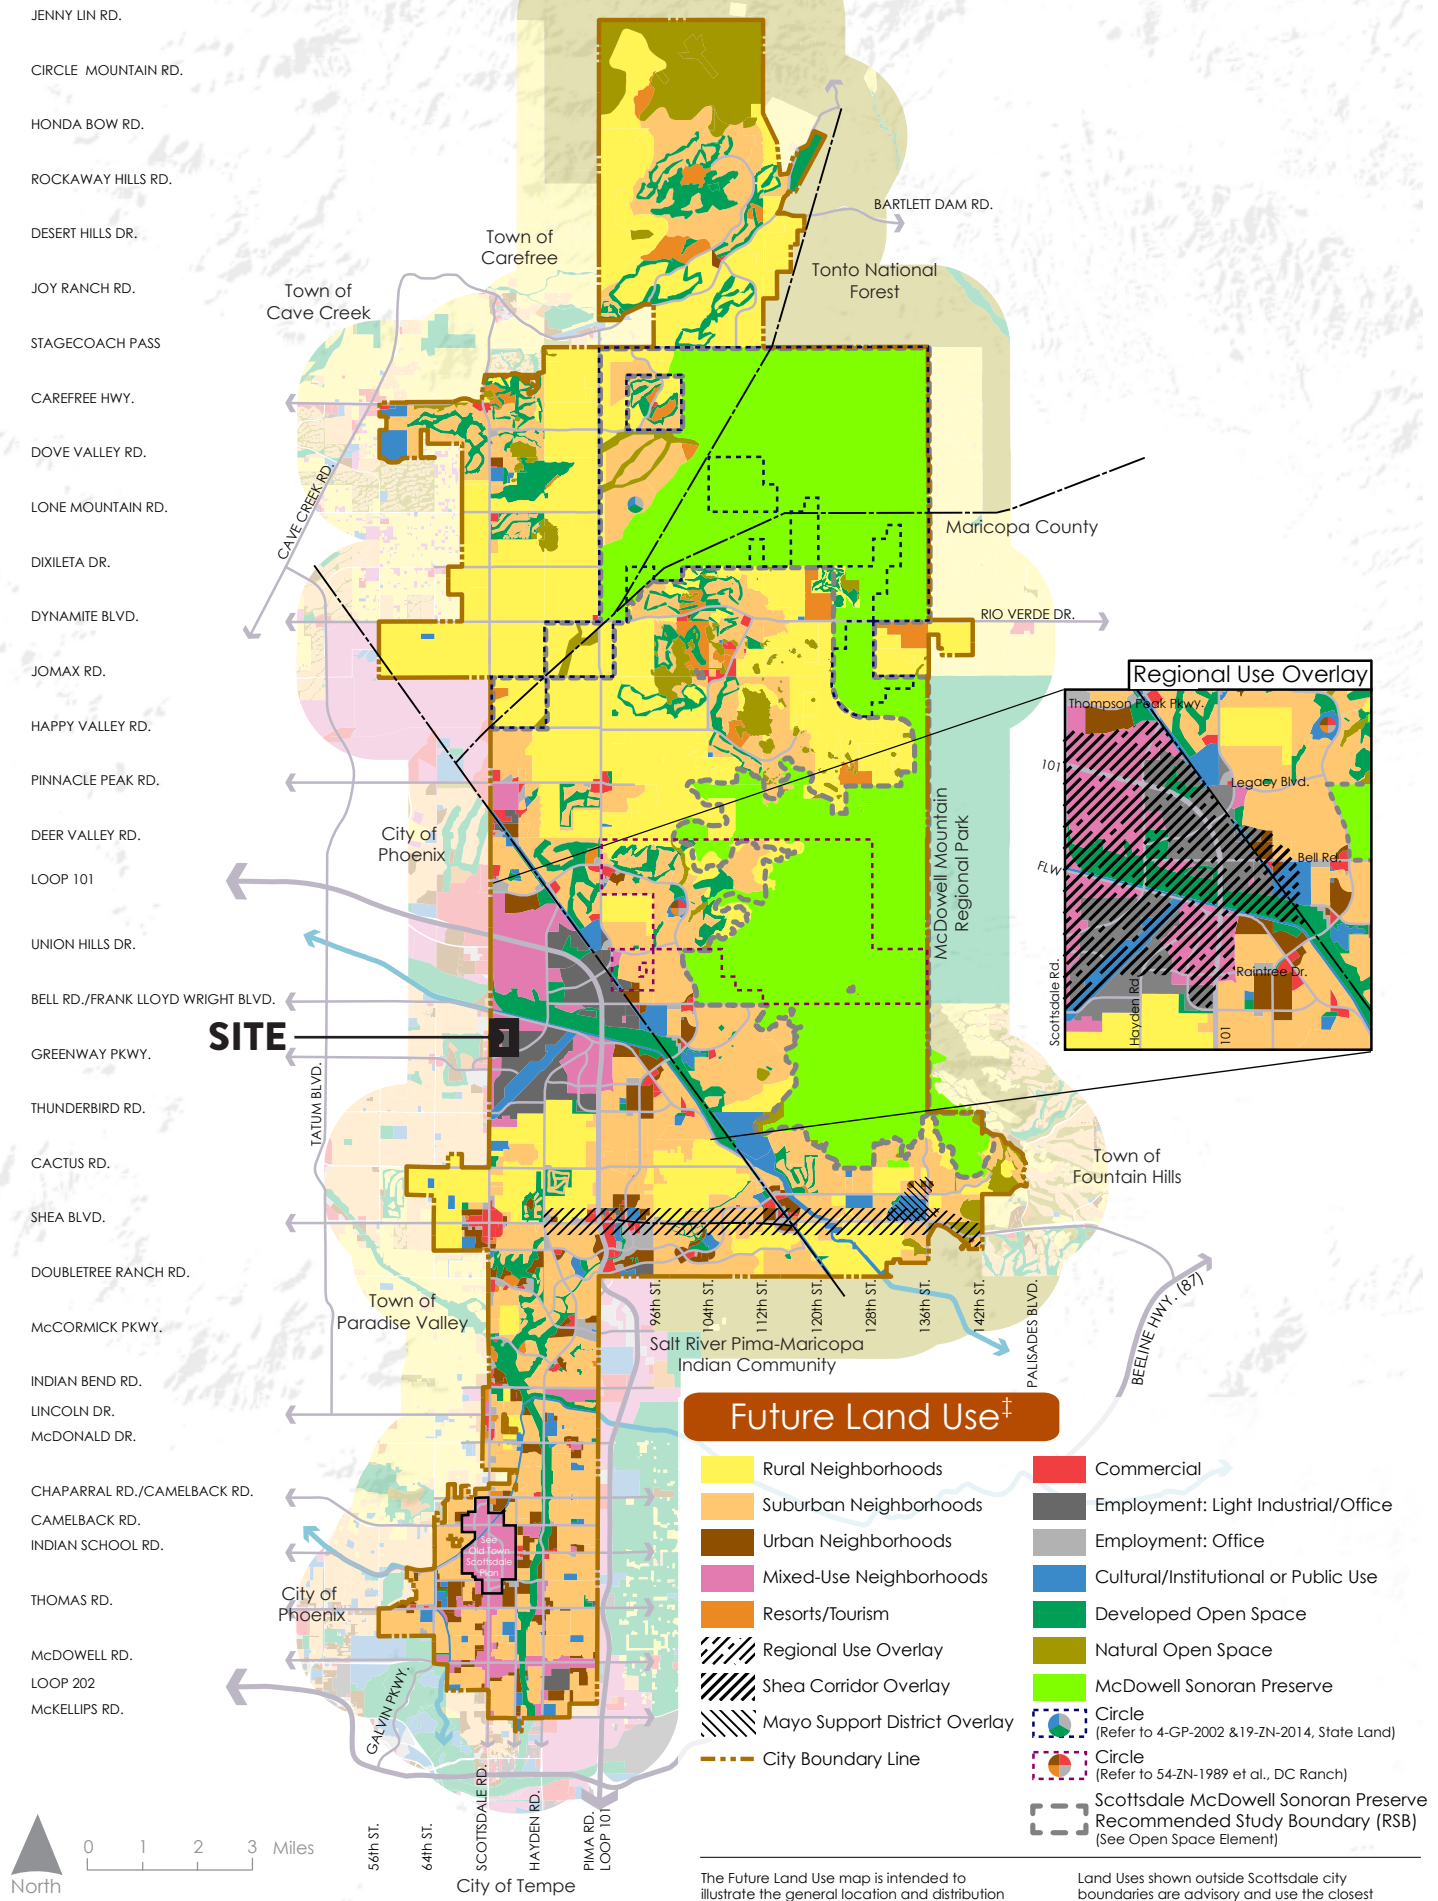 JENNY LIN RD.
CIRCLE MOUNTAIN RD.
HONDA BOW RD.
ROCKAWAY HILLS RD.
DESERT HILLS DR.
JOY RANCH RD.
STAGECOACH PASS
CAREFREE HWY.
DOVE VALLEY RD.
LONE MOUNTAIN RD.
DIXILETA DR.
DYNAMITE BLVD.
JOMAX RD.
HAPPY VALLEY RD.
PINNACLE PEAK RD.
DEER VALLEY RD.
LOOP 101
UNION HILLS DR.
BELL RD./FRANK LLOYD WRIGHT BLVD.
SITE
GREENWAY PKWY.
THUNDERBIRD RD.
CACTUS RD.
SHEA BLVD.
DOUBLETREE RANCH RD.
McCORMICK PKWY.
INDIAN BEND RD.
LINCOLN DR.
McDONALD DR.
CHAPARRAL RD./CAMELBACK RD.
CAMELBACK RD.
INDIAN SCHOOL RD.
THOMAS RD.
McDOWELL RD.
LOOP 202
McKELLIPS RD.
Town of
Carefree
Town of
Cave Creek
BARTLETT DAM RD.
Tonto National
Forest
CAVE CREEK RD.
Maricopa County
RIO VERDE DR.
City of
Phoenix
McDowell Mountain
Regional Park
TATUM BLVD.
Town of
Fountain Hills
Town of
Paradise Valley
Salt River Pima-Maricopa
Indian Community
96th ST.
104th ST.
112th ST.
120th ST.
128th ST.
136th ST.
142th ST.
PALISADES BLVD.
BEELINE HWY. (87)
See
Old Town
Scottsdale
Plan
City of
Phoenix
GALVIN PKWY.
56th ST.
64th ST.
SCOTTSDALE RD.
HAYDEN RD.
PIMA RD.
LOOP 101
City of Tempe
North
0 1 2 3 Miles
Regional Use Overlay
Thompson Peak Pkwy.
101
Legacy Blvd.
FLW
Bell Rd.
Raintree Dr.
Scottsdale Rd.
Hayden Rd
101
Future Land Use‡
Rural Neighborhoods
Suburban Neighborhoods
Urban Neighborhoods
Mixed-Use Neighborhoods
Resorts/Tourism
Regional Use Overlay
Shea Corridor Overlay
Mayo Support District Overlay
City Boundary Line
Commercial
Employment: Light Industrial/Office
Employment: Office
Cultural/Institutional or Public Use
Developed Open Space
Natural Open Space
McDowell Sonoran Preserve
Circle
(Refer to 4-GP-2002 &19-ZN-2014, State Land)
Circle
(Refer to 54-ZN-1989 et al., DC Ranch)
Scottsdale McDowell Sonoran Preserve
Recommended Study Boundary (RSB)
(See Open Space Element)
The Future Land Use map is intended to
illustrate the general location and distribution
Land Uses shown outside Scottsdale city
boundaries are advisory and use the closest